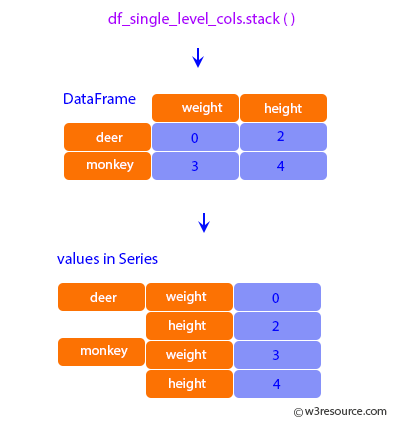 df_single_level_cols.stack ( )
DataFrame
weight height
deer 0 2
monkey 3 4
values in Series
deer weight 0
height 2
monkey weight 3
height 4
© w3resource.com